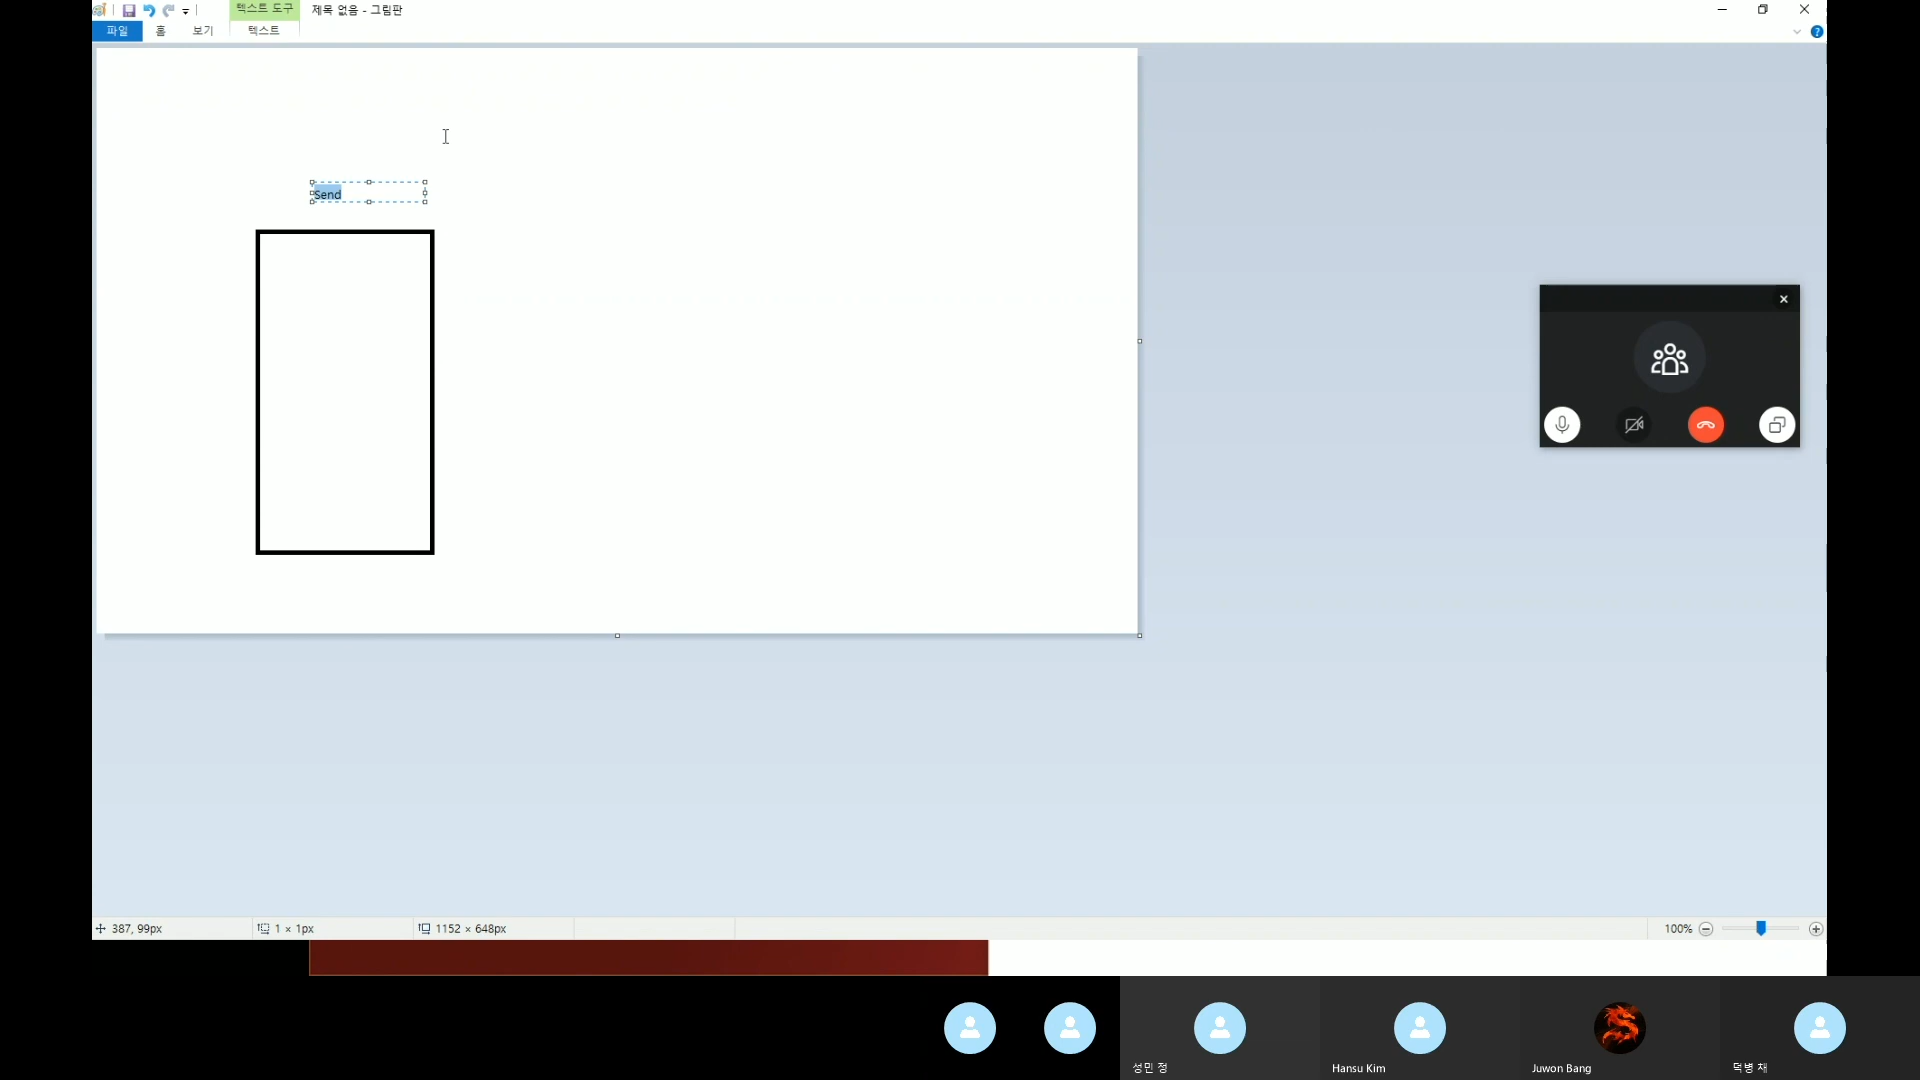 텍스트 도구
제목 없음 - 그림판
파일
홈
보기
텍스트
?
Send
387, 99px
1 × 1px
1152 × 648px
100%
성민 정
Hansu Kim
Juwon Bang
덕병 채